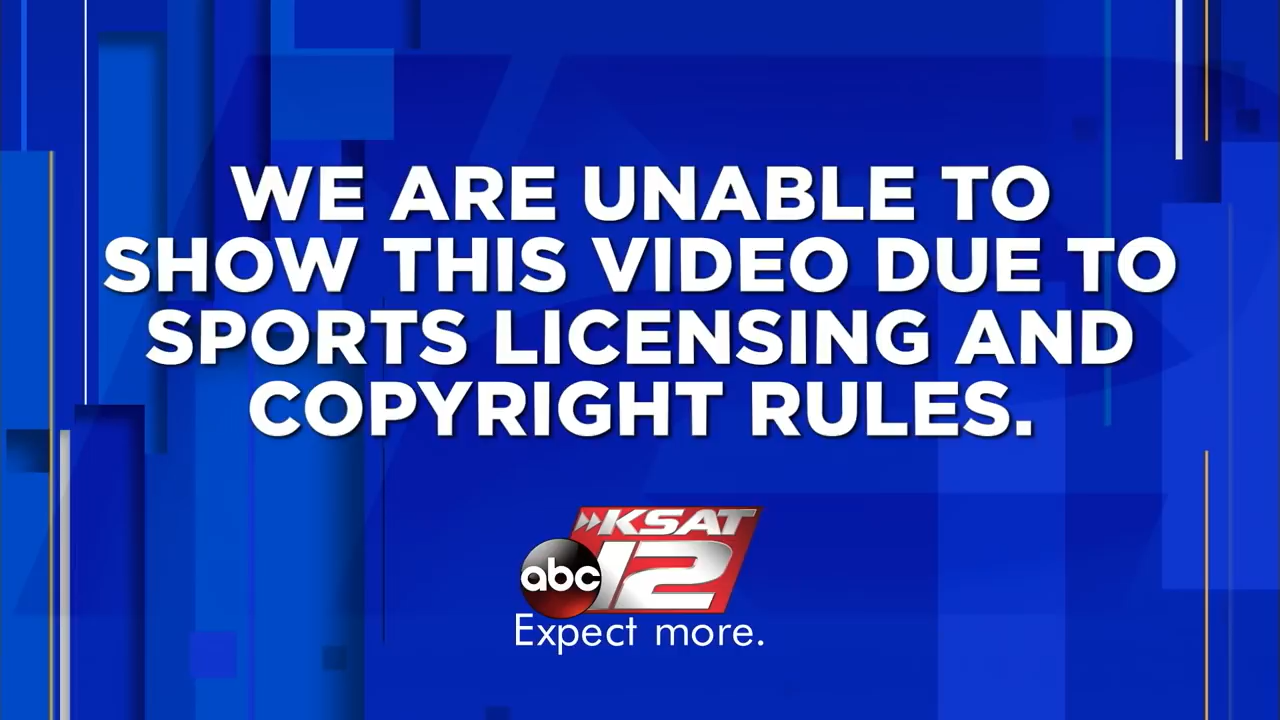 WE ARE UNABLE TO
SHOW THIS VIDEO DUE TO
SPORTS LICENSING AND
COPYRIGHT RULES.
KSAT
abc 12
Expect more.